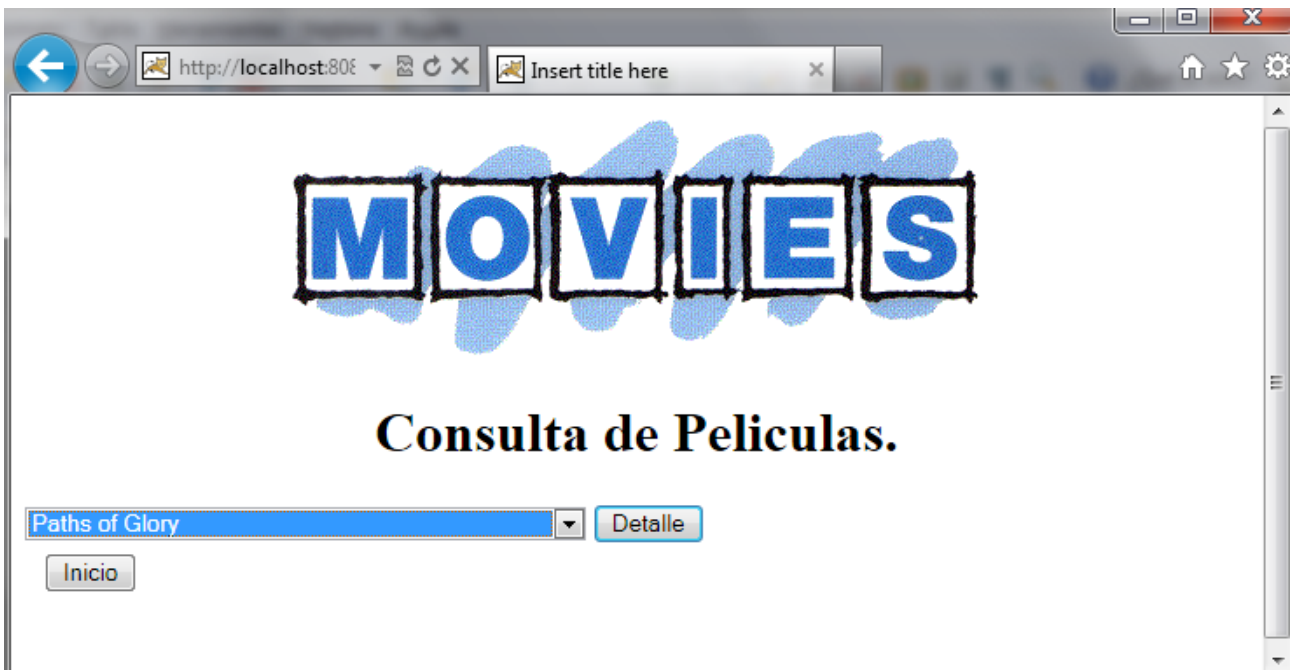 http://localhost:808
Insert title here
MOVIES
Consulta de Peliculas.
Paths of Glory
Detalle
Inicio